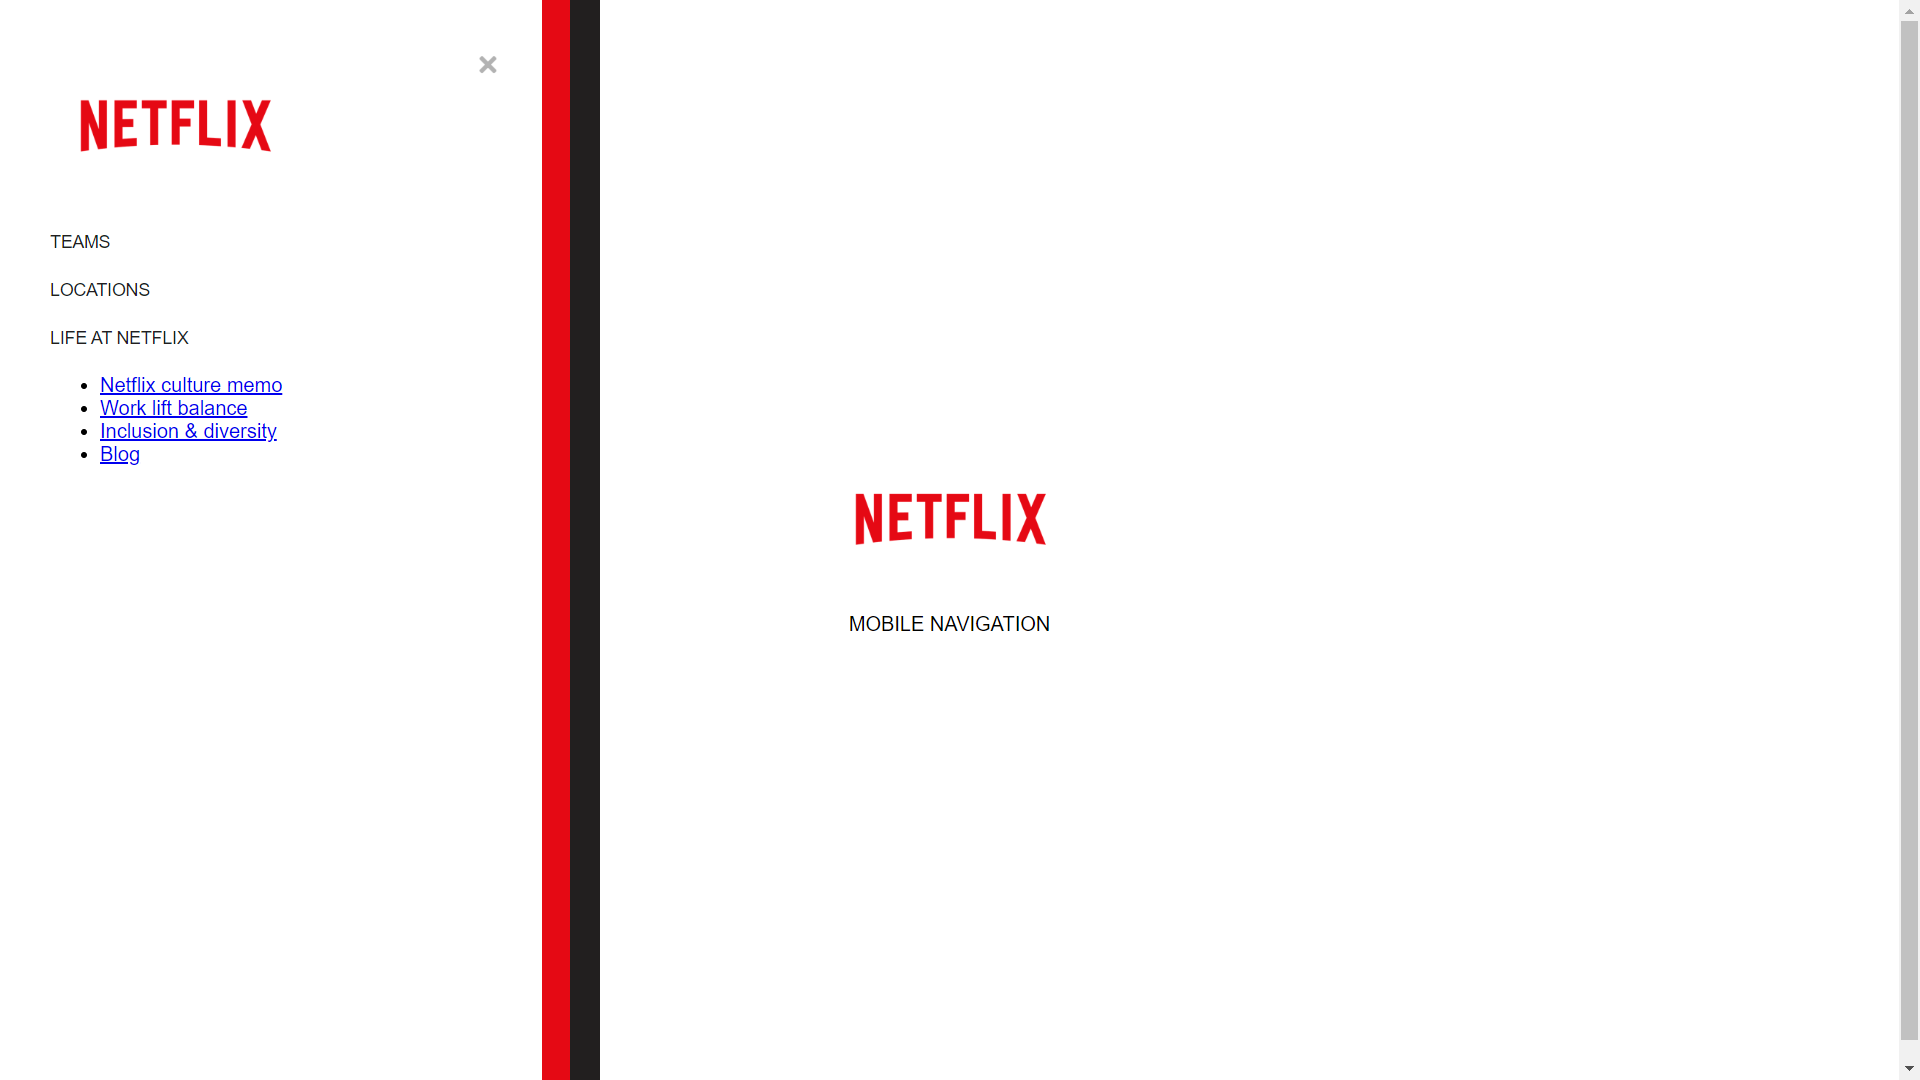 NETFLIX
TEAMS
LOCATIONS
LIFE AT NETFLIX
Netflix culture memo
Work lift balance
Inclusion & diversity
Blog
NETFLIX
MOBILE NAVIGATION